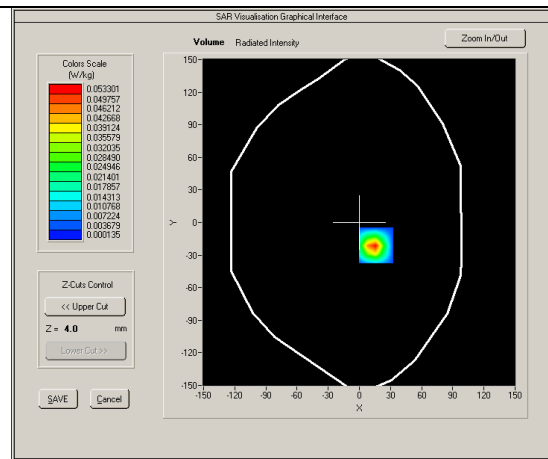 SAR Visualisation Graphical Interface
Volume Radiated Intensity
Zoom In/Out
Colors Scale
(W/kg)
0.053301
0.049757
0.046212
0.042668
0.039124
0.035579
0.032035
0.028490
0.024946
0.021401
0.017857
0.014313
0.010768
0.007224
0.003679
0.000135
Z-Cuts Control
<< Upper Cut
Z = 4.0 mm
Lower Cut >>
SAVE Cancel
150
120
90
60
30
0
-30
-60
-90
-120
-150
Y
-150 -120 -90 -60 -30 0 30 60 90 120 150
X